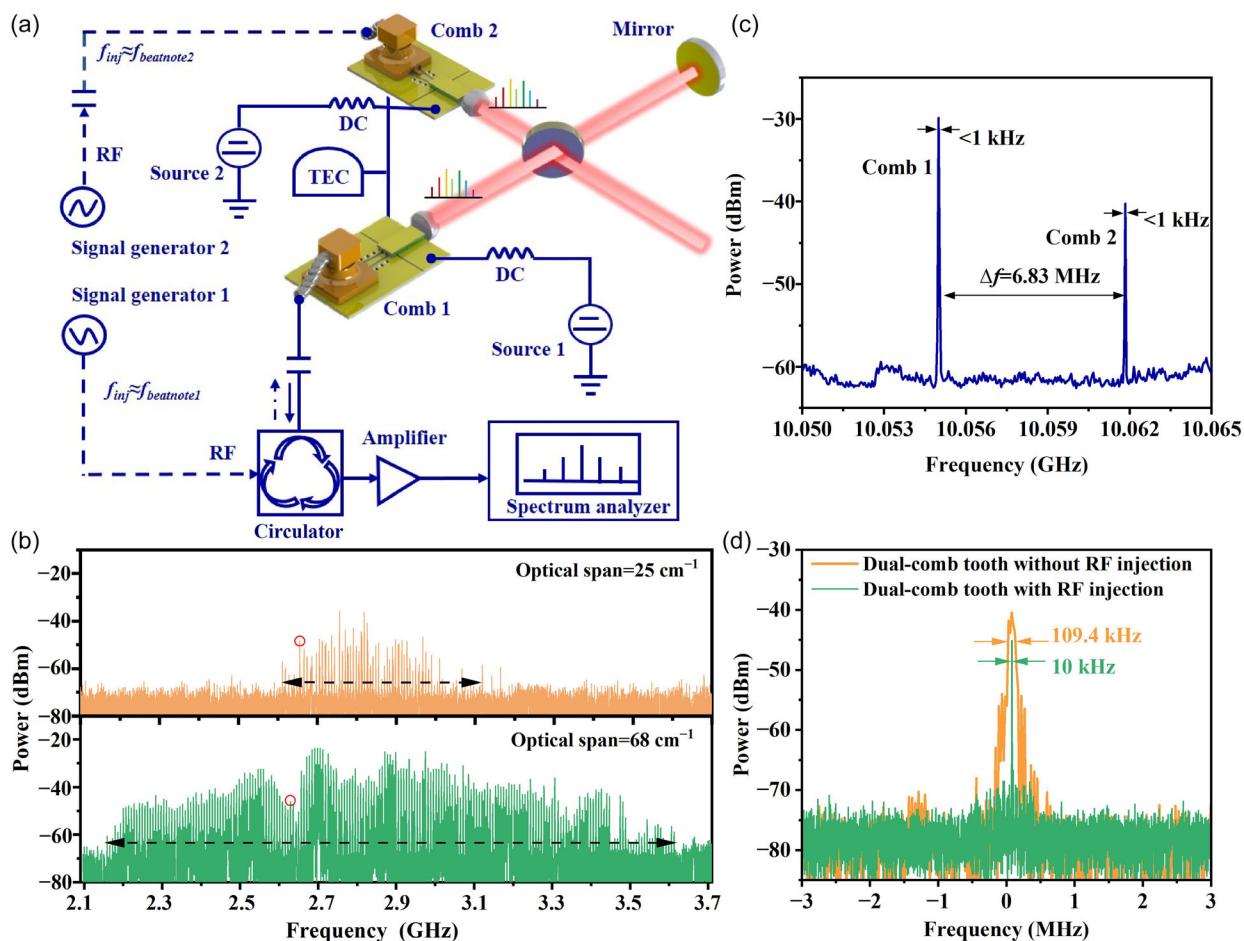 (a)
Comb 2
Mirror
f_inj≈f_beatnote2
DC
RF
Source 2
TEC
Signal generator 2
Signal generator 1
DC
Comb 1
Source 1
f_inj≈f_beatnote1
RF
Amplifier
Circulator
Spectrum analyzer
(c)
−30
−40
−50
−60
Power (dBm)
Comb 1
<1 kHz
Comb 2
<1 kHz
Δf=6.83 MHz
10.050 10.053 10.056 10.059 10.062 10.065
Frequency (GHz)
(b)
−20
−40
−60
−80
Power (dBm)
Optical span=25 cm⁻¹
−20
−40
−60
−80
Power (dBm)
Optical span=68 cm⁻¹
2.1 2.3 2.5 2.7 2.9 3.1 3.3 3.5 3.7
Frequency (GHz)
(d)
−30
−40
−50
−60
−70
−80
Power (dBm)
Dual-comb tooth without RF injection
Dual-comb tooth with RF injection
109.4 kHz
10 kHz
−3 −2 −1 0 1 2 3
Frequency (MHz)